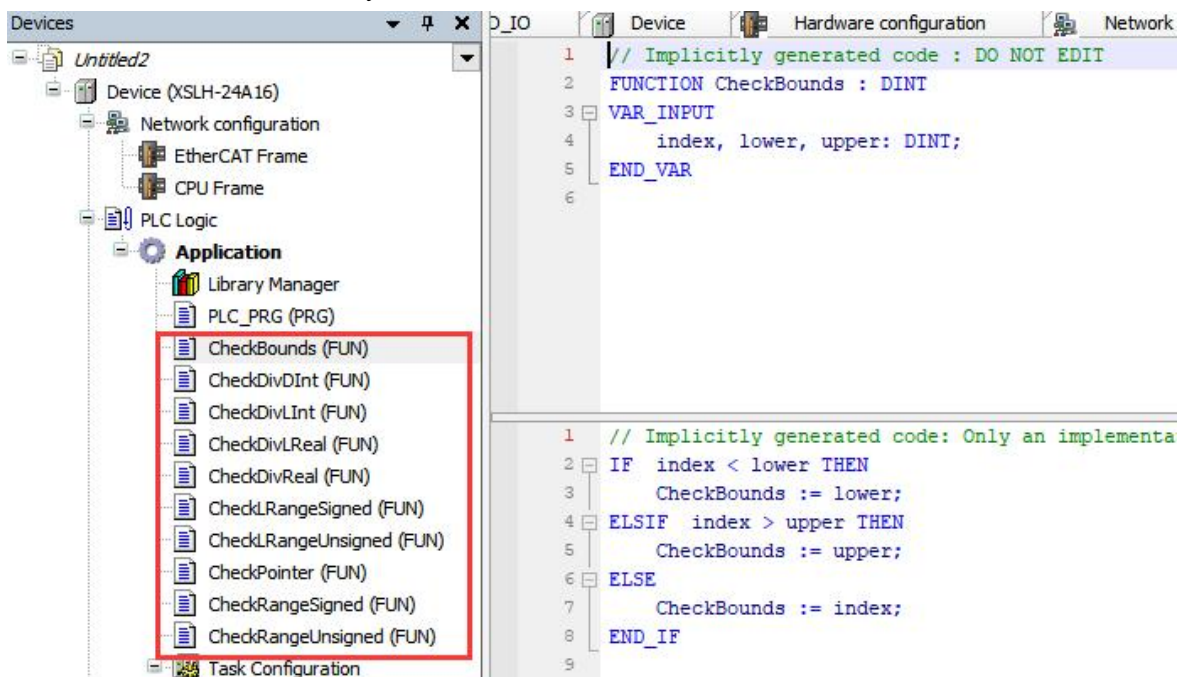 Devices
Untitled2
Device (XSLH-24A16)
Network configuration
EtherCAT Frame
CPU Frame
PLC Logic
Application
Library Manager
PLC_PRG (PRG)
CheckBounds (FUN)
CheckDivDInt (FUN)
CheckDivLInt (FUN)
CheckDivLReal (FUN)
CheckDivReal (FUN)
CheckLRangeSigned (FUN)
CheckLRangeUnsigned (FUN)
CheckPointer (FUN)
CheckRangeSigned (FUN)
CheckRangeUnsigned (FUN)
Task Configuration
D_IO Device Hardware configuration Network
1 // Implicitly generated code : DO NOT EDIT
2 FUNCTION CheckBounds : DINT
3 VAR_INPUT
4 index, lower, upper: DINT;
5 END_VAR
6
1 // Implicitly generated code: Only an implementa
2 IF index < lower THEN
3 CheckBounds := lower;
4 ELSIF index > upper THEN
5 CheckBounds := upper;
6 ELSE
7 CheckBounds := index;
8 END_IF
9